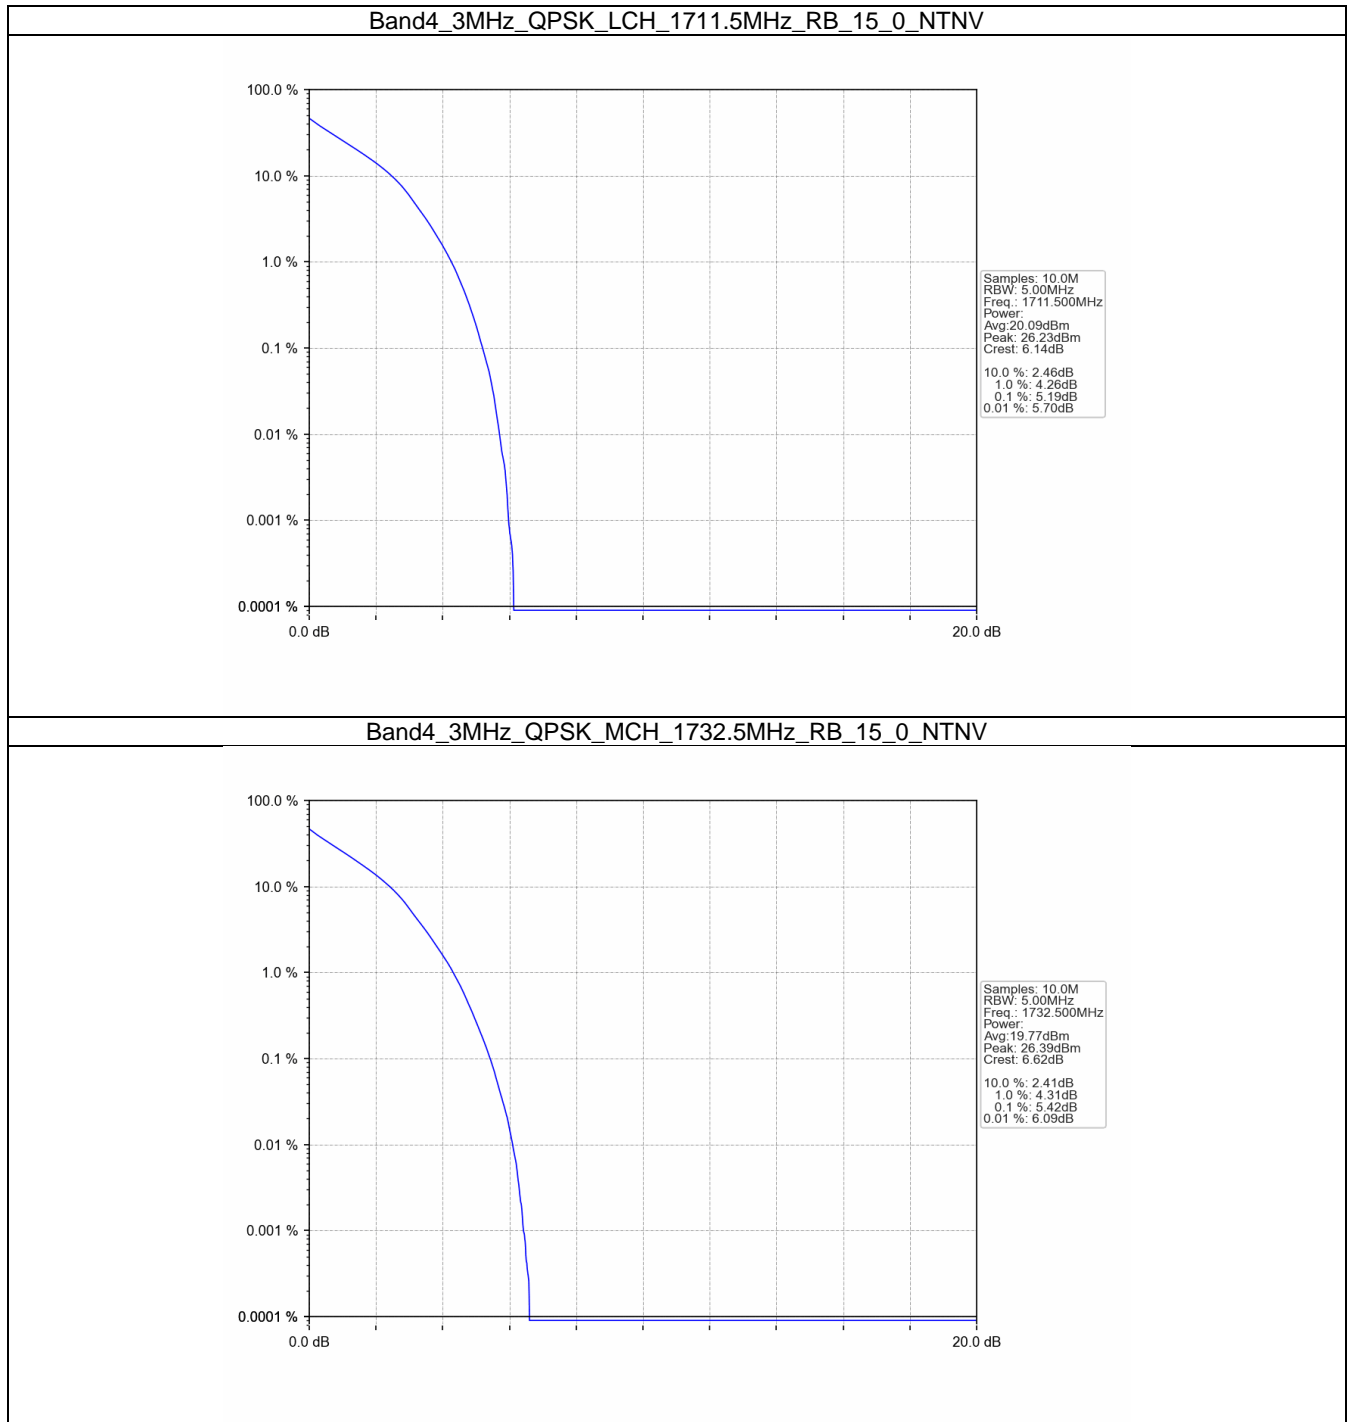 Band4_3MHz_QPSK_LCH_1711.5MHz_RB_15_0_NTNV
100.0 %
10.0 %
1.0 %
0.1 %
0.01 %
0.001 %
0.0001 %
0.0 dB
20.0 dB
Samples: 10.0M
RBW: 5.00MHz
Freq.: 1711.500MHz
Power:
Avg:20.09dBm
Peak: 26.23dBm
Crest: 6.14dB
10.0 %: 2.46dB
1.0 %: 4.26dB
0.1 %: 5.19dB
0.01 %: 5.70dB
Band4_3MHz_QPSK_MCH_1732.5MHz_RB_15_0_NTNV
100.0 %
10.0 %
1.0 %
0.1 %
0.01 %
0.001 %
0.0001 %
0.0 dB
20.0 dB
Samples: 10.0M
RBW: 5.00MHz
Freq.: 1732.500MHz
Power:
Avg:19.77dBm
Peak: 26.39dBm
Crest: 6.62dB
10.0 %: 2.41dB
1.0 %: 4.31dB
0.1 %: 5.42dB
0.01 %: 6.09dB